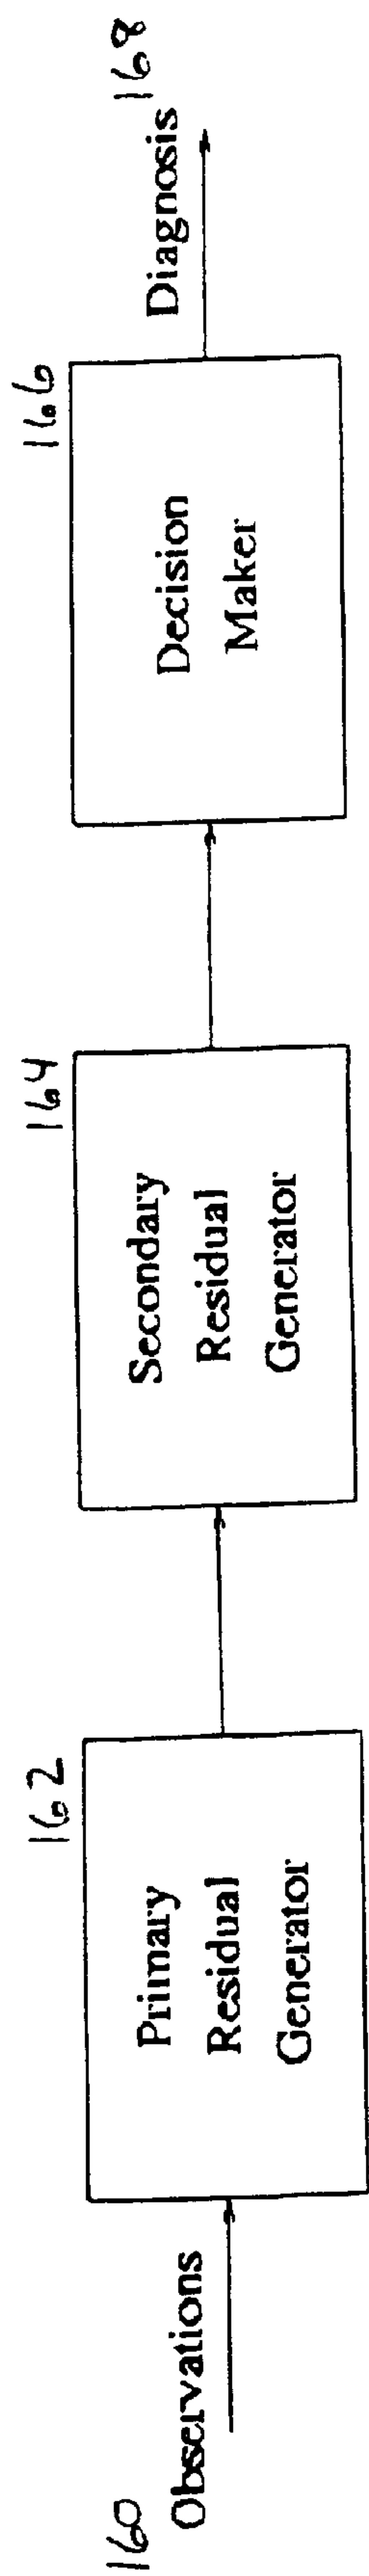 160
Observations
162
Primary
Residual
Generator
164
Secondary
Residual
Generator
166
Decision
Maker
Diagnosis 168